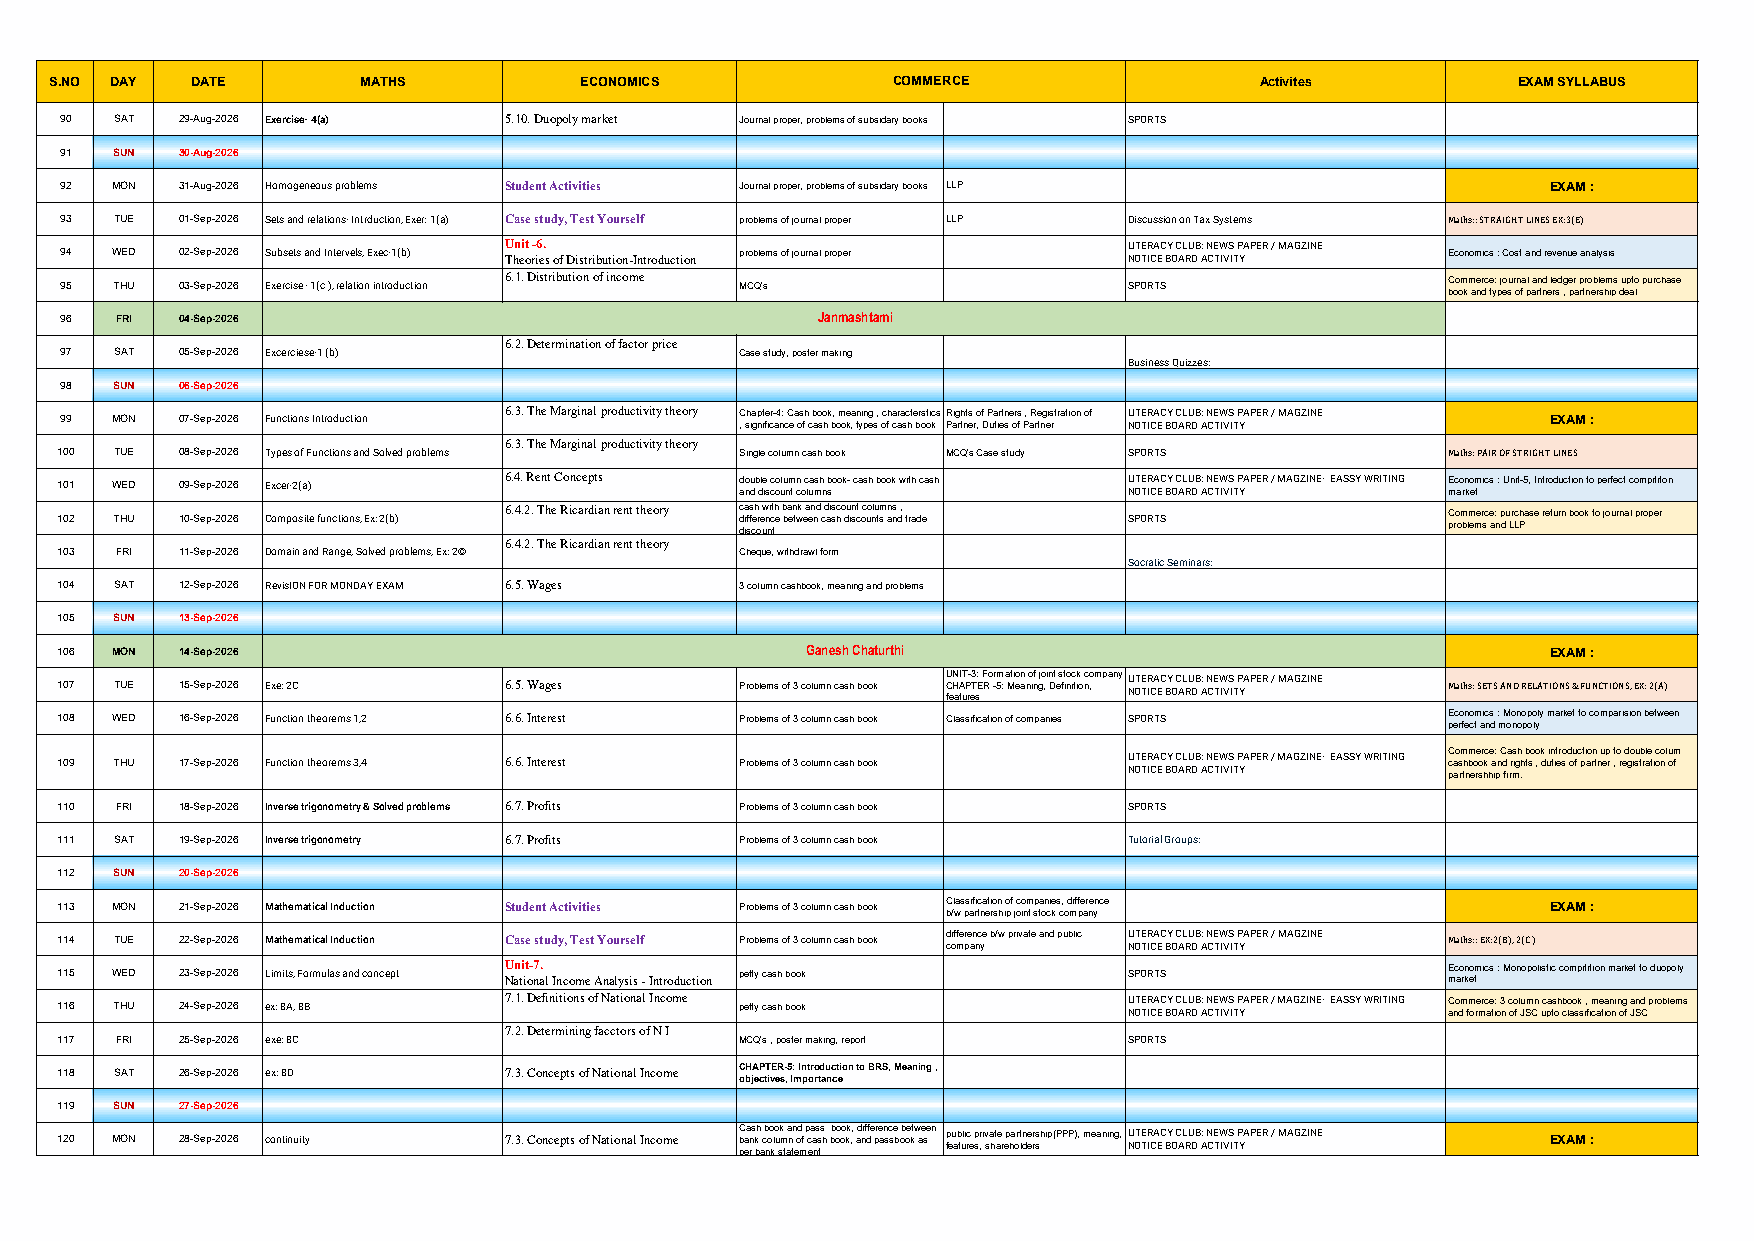 S.NO DAY DATE MATHS ECONOMICS COMMERCE Activites EXAM SYLLABUS
90 SAT 29-Aug-2026 Exercise- 4(a) 5.10. Duopoly market Journal proper, problems of subsidary books SPORTS
91 SUN 30-Aug-2026
92 MON 31-Aug-2026 Homogeneous problems Student Activities Journal proper, problems of subsidary books LLP EXAM :
93 TUE 01-Sep-2026 Sets and relations- Intrduction, Exer: 1(a) Case study, Test Yourself problems of journal proper LLP Discussion on Tax Systems Maths:: STRAIGHT LINES EX:3(E)
94 WED 02-Sep-2026 Subsets and Intervels, Exec-1(b) Unit -6.
Theories of Distribution-Introduction problems of journal proper LITERACY CLUB: NEWS PAPER / MAGZINE
NOTICE BOARD ACTIVITY Economics : Cost and revenue analysis
95 THU 03-Sep-2026 Exercise - 1(c ), relation introduction 6.1. Distribution of income MCQ's SPORTS Commerce: journal and ledger problems upto purchase
book and types of partners , partnership deal
96 FRI 04-Sep-2026 Janmashtami
97 SAT 05-Sep-2026 Excerciese-1 (b) 6.2. Determination of factor price Case study, poster making Business Quizzes:
98 SUN 06-Sep-2026
99 MON 07-Sep-2026 Functions Introduction 6.3. The Marginal productivity theory Chapter-4: Cash book, meaning , characterstics
, significance of cash book, types of cash book Rights of Partners , Registration of
Partner, Duties of Partner LITERACY CLUB: NEWS PAPER / MAGZINE
NOTICE BOARD ACTIVITY EXAM :
100 TUE 08-Sep-2026 Types of Functions and Solved problems 6.3. The Marginal productivity theory Single column cash book MCQ's Case study SPORTS Maths: PAIR OF STRIGHT LINES
101 WED 09-Sep-2026 Excer-2(a) 6.4. Rent Concepts double column cash book- cash book with cash
and discount columns LITERACY CLUB: NEWS PAPER / MAGZINE- EASSY WRITING
NOTICE BOARD ACTIVITY Economics : Unit-5, Introduction to perfect comptition
market
102 THU 10-Sep-2026 Composite functions, Ex: 2(b) 6.4.2. The Ricardian rent theory cash with bank and discount columns ,
difference between cash discounts and trade
discount SPORTS Commerce: purchase return book to journal proper
problems and LLP
103 FRI 11-Sep-2026 Domain and Range, Solved problems, Ex: 2© 6.4.2. The Ricardian rent theory Cheque, withdrawl form Socratic Seminars:
104 SAT 12-Sep-2026 RevisION FOR MONDAY EXAM 6.5. Wages 3 column cashbook, meaning and problems
105 SUN 13-Sep-2026
106 MON 14-Sep-2026 Ganesh Chaturthi EXAM :
107 TUE 15-Sep-2026 Exe: 2C 6.5. Wages Problems of 3 column cash book UNIT-3: Formation of joint stock company
CHAPTER -5: Meaning, Definition,
features LITERACY CLUB: NEWS PAPER / MAGZINE
NOTICE BOARD ACTIVITY Maths: SETS AND RELATIONS & FUNCTIONS, EX: 2(A)
108 WED 16-Sep-2026 Function theorems 1,2 6.6. Interest Problems of 3 column cash book Classification of companies SPORTS Economics : Monopoly market to comparision between
perfect and monopoly
109 THU 17-Sep-2026 Function theorems 3,4 6.6. Interest Problems of 3 column cash book LITERACY CLUB: NEWS PAPER / MAGZINE- EASSY WRITING
NOTICE BOARD ACTIVITY Commerce: Cash book introduction up to double colum
cashbook and rights , duties of partner , registration of
partnershhip firm.
110 FRI 18-Sep-2026 Inverse trigonometry & Solved problems 6.7. Profits Problems of 3 column cash book SPORTS
111 SAT 19-Sep-2026 Inverse trigonometry 6.7. Profits Problems of 3 column cash book Tutorial Groups:
112 SUN 20-Sep-2026
113 MON 21-Sep-2026 Mathematical Induction Student Activities Problems of 3 column cash book Classification of companies, difference
b/w partnership joint stock company EXAM :
114 TUE 22-Sep-2026 Mathematical Induction Case study, Test Yourself Problems of 3 column cash book difference b/w private and public
company LITERACY CLUB: NEWS PAPER / MAGZINE
NOTICE BOARD ACTIVITY Maths:: EX:2(B), 2(C)
115 WED 23-Sep-2026 Limits, Formulas and concept Unit-7.
National Income Analysis - Introduction petty cash book SPORTS Economics : Monopolistic comptition market to duopoly
market
116 THU 24-Sep-2026 ex: 8A, 8B 7.1. Definitions of National Income petty cash book LITERACY CLUB: NEWS PAPER / MAGZINE- EASSY WRITING
NOTICE BOARD ACTIVITY Commerce: 3 column cashbook , meaning and problems
and formation of JSC upto classification of JSC
117 FRI 25-Sep-2026 exe: 8C 7.2. Determining facctors of N I MCQ's , poster making, report SPORTS
118 SAT 26-Sep-2026 ex: 8D 7.3. Concepts of National Income CHAPTER-5: Introduction to BRS, Meaning ,
objectives, Importance
119 SUN 27-Sep-2026
120 MON 28-Sep-2026 continuity 7.3. Concepts of National Income Cash book and pass book, difference between
bank column of cash book, and passbook as
per bank statement public private partnership(PPP), meaning,
features, shareholders LITERACY CLUB: NEWS PAPER / MAGZINE
NOTICE BOARD ACTIVITY EXAM :